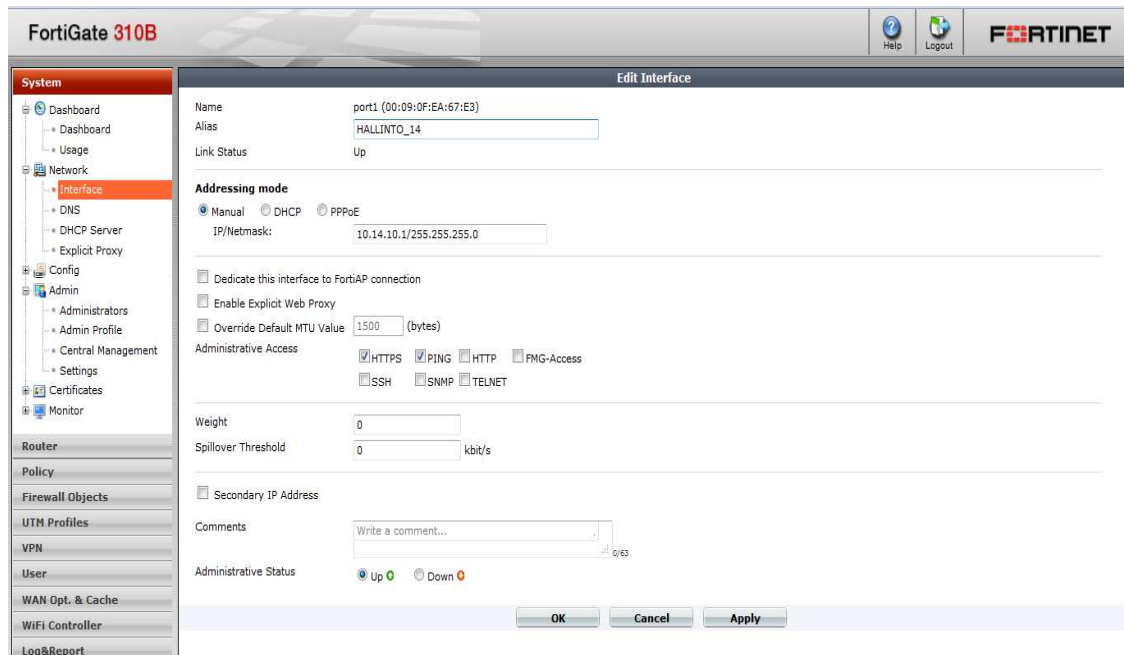 FortiGate 310B
Help
Logout
FORTINET
System
Dashboard
Dashboard
Usage
Network
Interface
DNS
DHCP Server
Explicit Proxy
Config
Admin
Administrators
Admin Profile
Central Management
Settings
Certificates
Monitor
Router
Policy
Firewall Objects
UTM Profiles
VPN
User
WAN Opt. & Cache
WiFi Controller
Log&Report
Edit Interface
Name port1 (00:09:0F:EA:67:E3)
Alias HALLINTO_14
Link Status Up
Addressing mode
Manual DHCP PPPoE
IP/Netmask: 10.14.10.1/255.255.255.0
Dedicate this interface to FortiAP connection
Enable Explicit Web Proxy
Override Default MTU Value 1500 (bytes)
Administrative Access HTTPS PING HTTP FMG-Access
SSH SNMP TELNET
Weight 0
Spillover Threshold 0 kbit/s
Secondary IP Address
Comments Write a comment...
0/63
Administrative Status Up Down
OK Cancel Apply